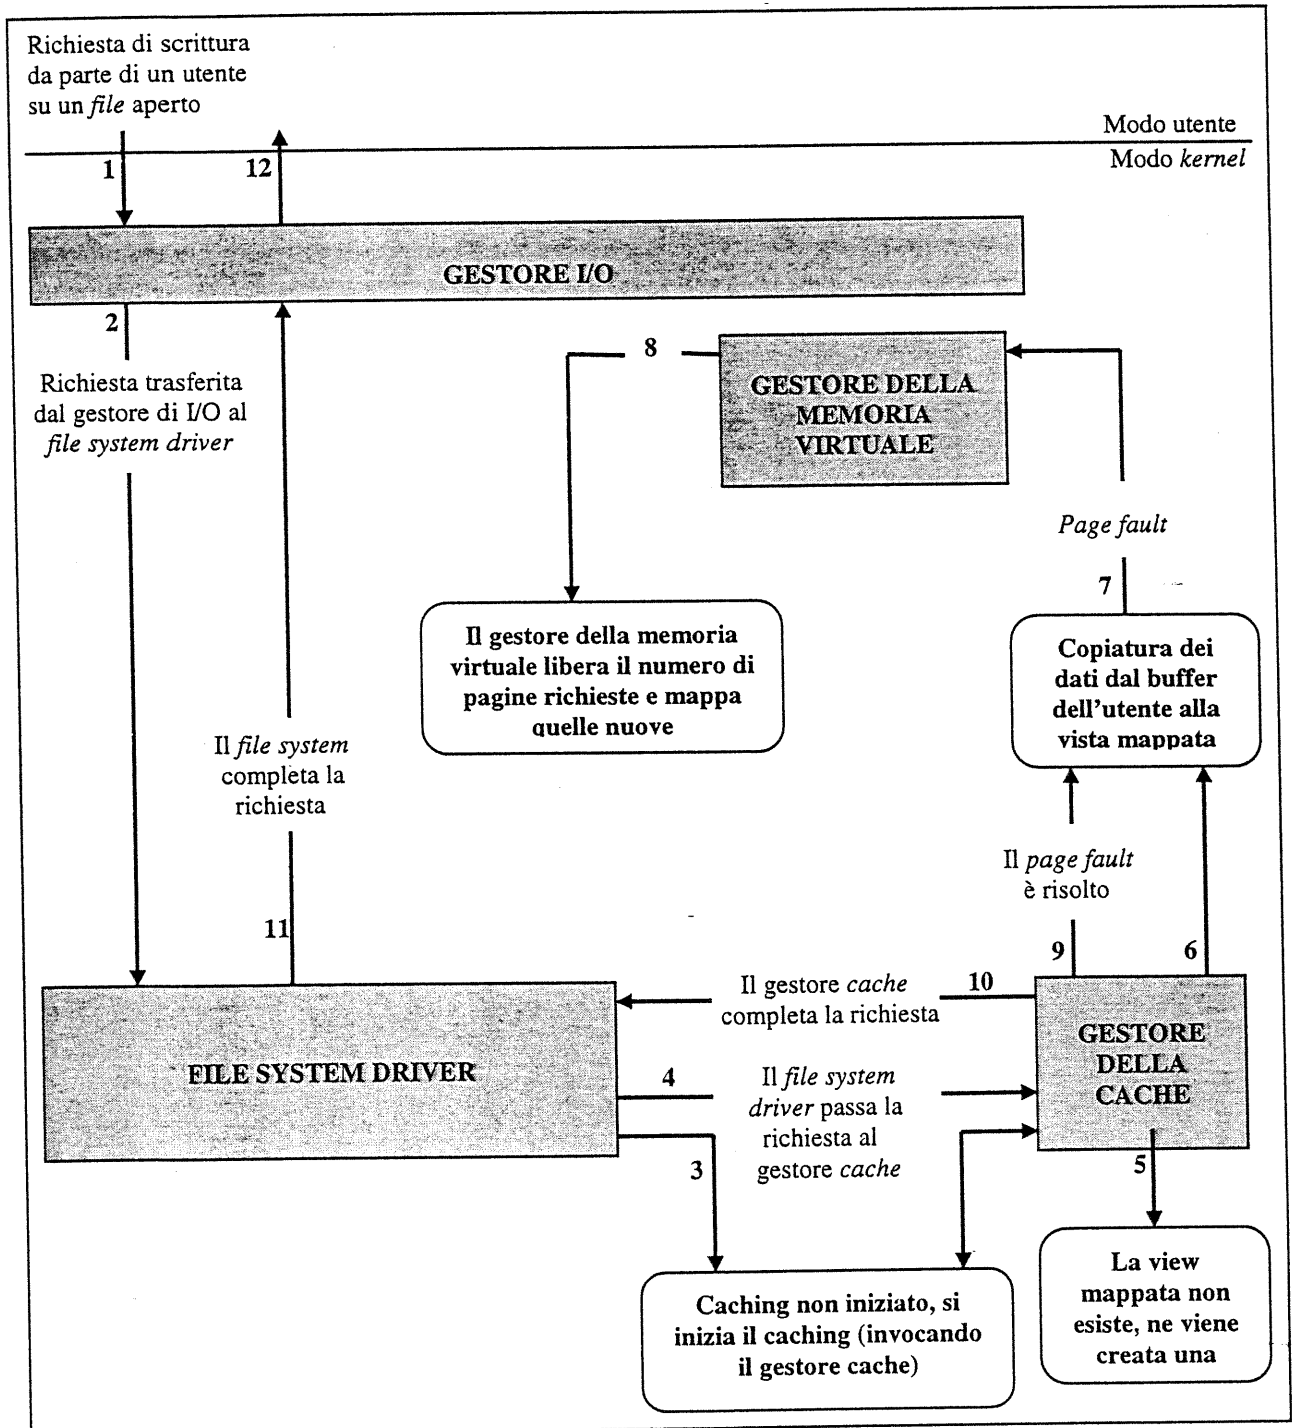 Richiesta di scrittura
da parte di un utente
su un file aperto
Modo utente
Modo kernel
1
12
GESTORE I/O
2
8
GESTORE DELLA
MEMORIA
VIRTUALE
Richiesta trasferita
dal gestore di I/O al
file system driver
Page fault
7
Il gestore della memoria
virtuale libera il numero di
pagine richieste e mappa
quelle nuove
Copiatura dei
dati dal buffer
dell'utente alla
vista mappata
Il file system
completa la
richiesta
Il page fault
è risolto
11
9
6
Il gestore cache
completa la richiesta
10
FILE SYSTEM DRIVER
GESTORE
DELLA
CACHE
4
Il file system
driver passa la
richiesta al
gestore cache
3
5
Caching non iniziato, si
inizia il caching (invocando
il gestore cache)
La view
mappata non
esiste, ne viene
creata una